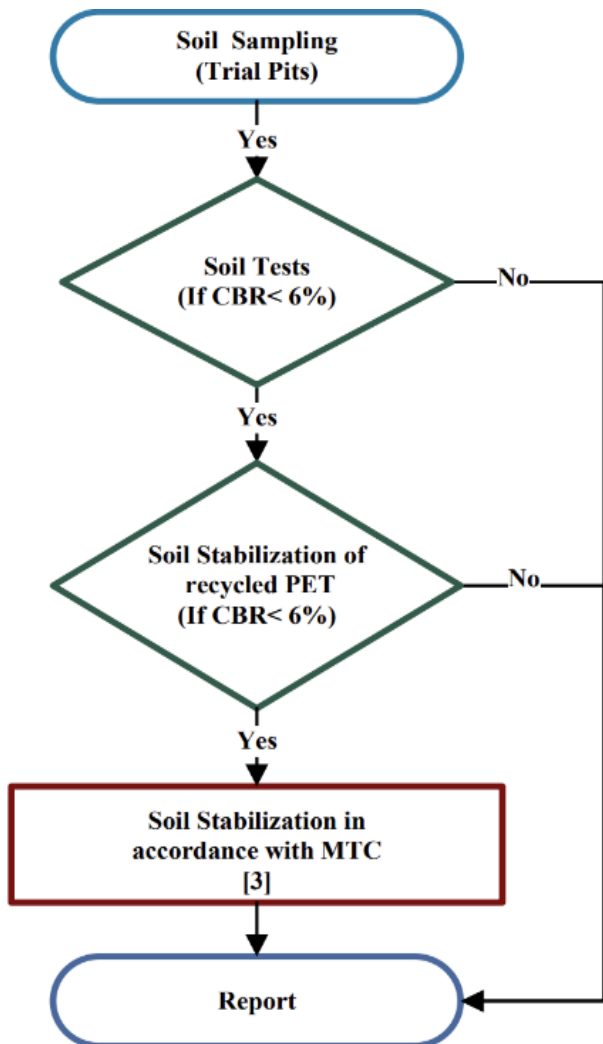 Soil Sampling
(Trial Pits)
Yes
Soil Tests
(If CBR< 6%)
No
Yes
Soil Stabilization of
recycled PET
(If CBR< 6%)
No
Yes
Soil Stabilization in
accordance with MTC
[3]
Report